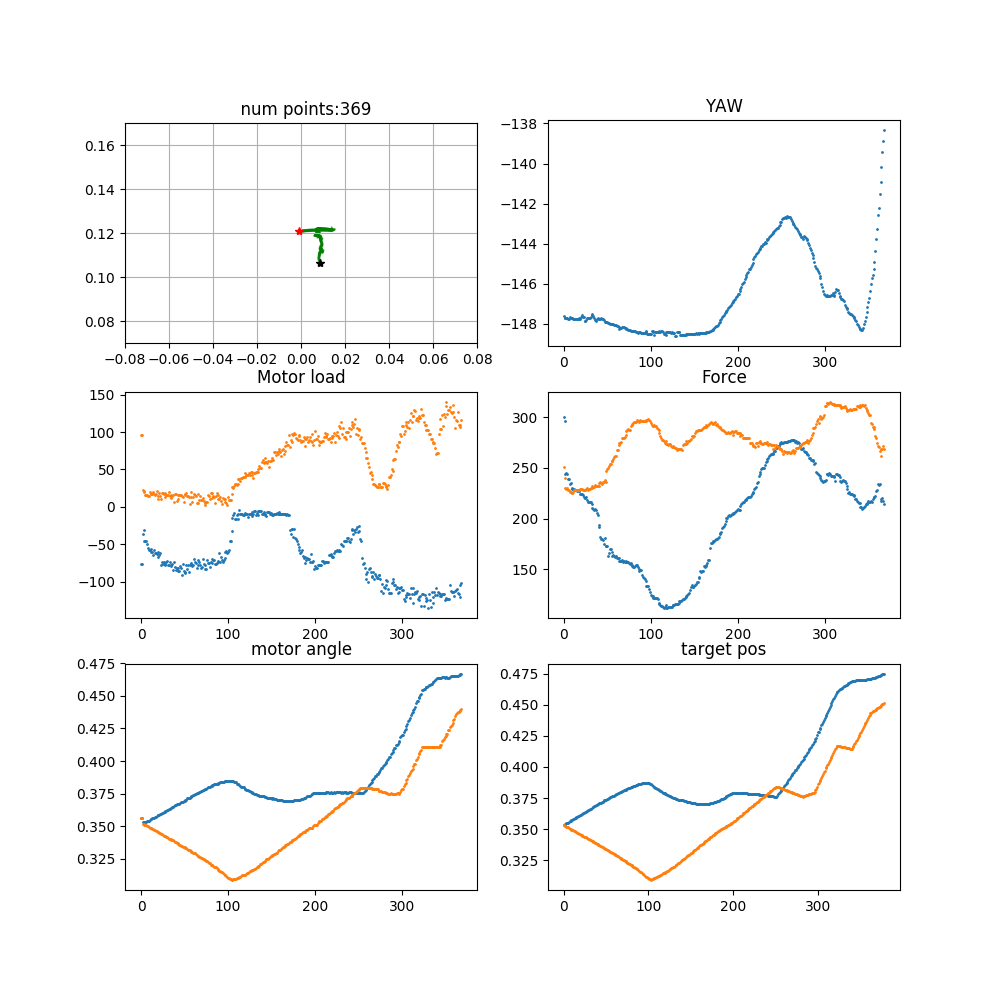 num points:369
YAW
0.16
0.14
0.12
0.10
0.08
−0.08 −0.06 −0.04 −0.02 0.00 0.02 0.04 0.06 0.08
−138
−140
−142
−144
−146
−148
0 100 200 300
Motor load
Force
150
100
50
0
−50
−100
0 100 200 300
300
250
200
150
0 100 200 300
motor angle
target pos
0.475
0.450
0.425
0.400
0.375
0.350
0.325
0 100 200 300
0.475
0.450
0.425
0.400
0.375
0.350
0.325
0 100 200 300